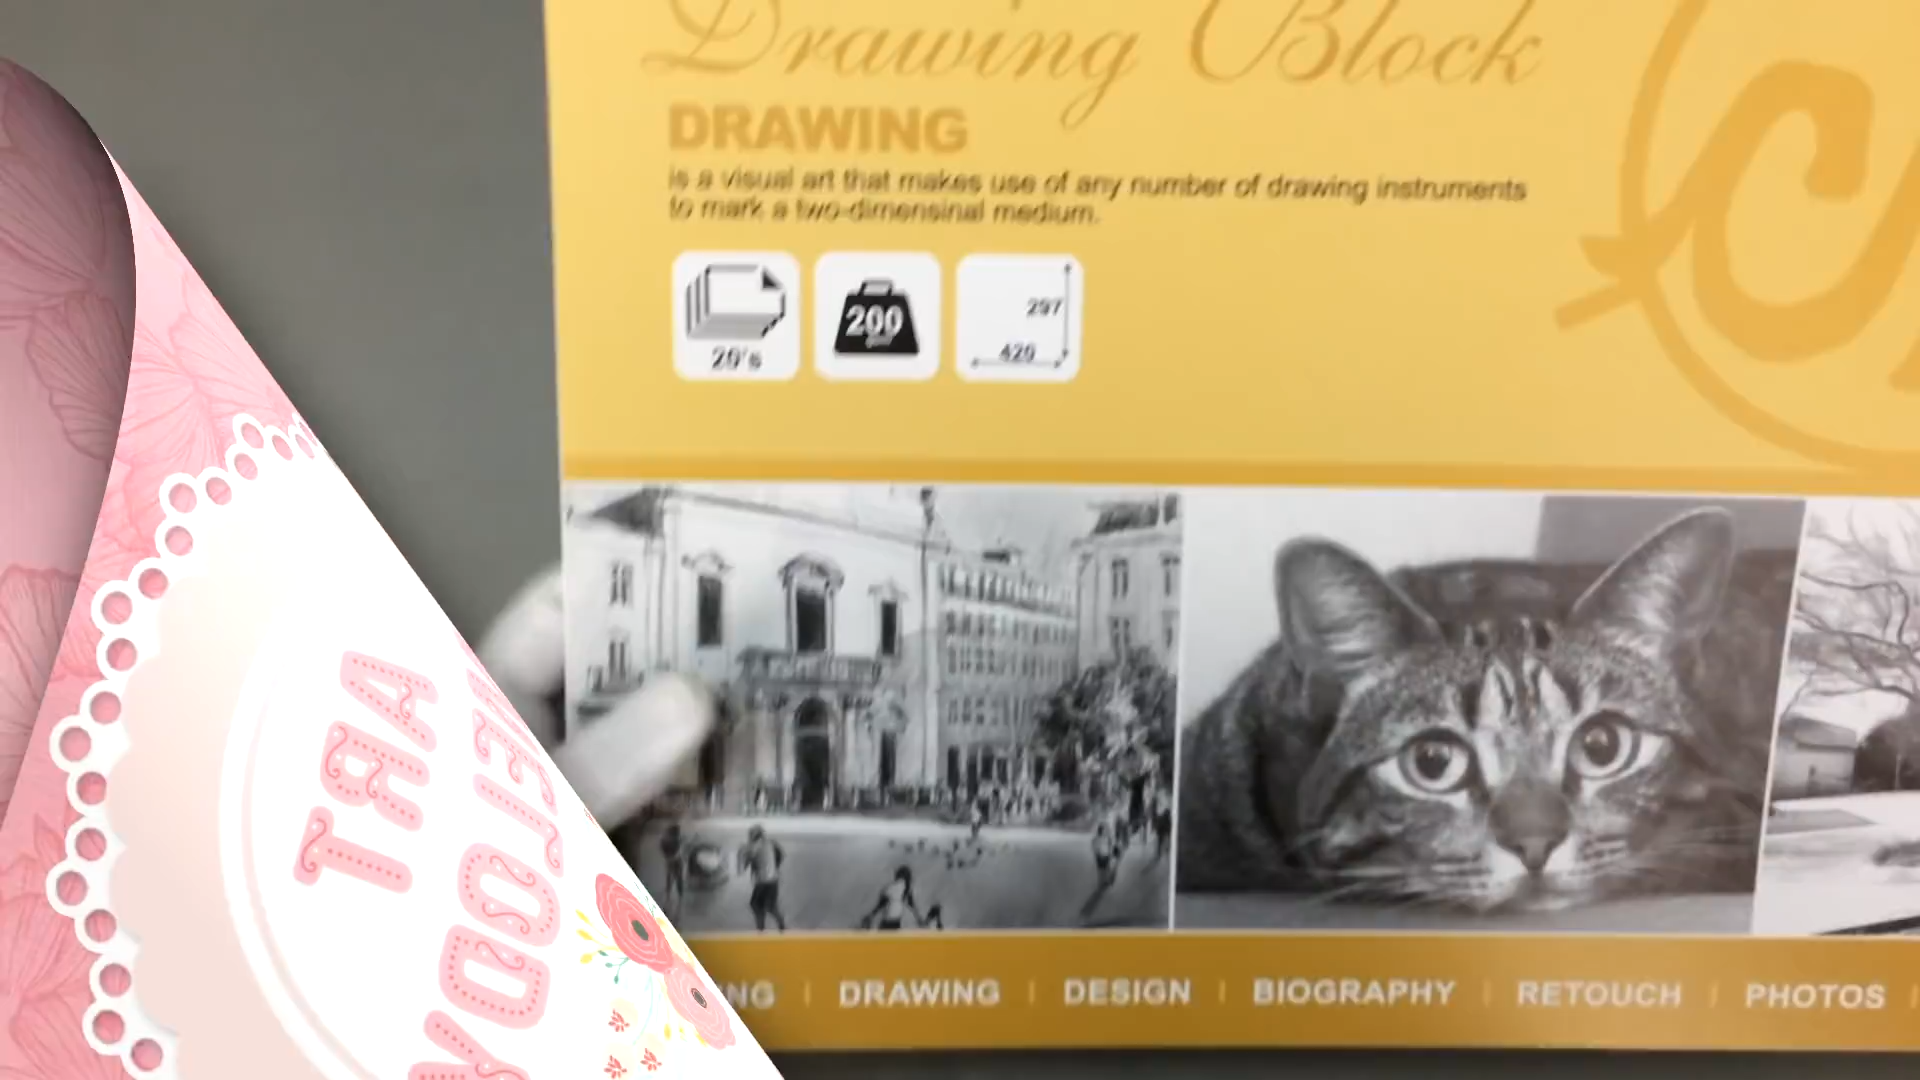 Drawing Block
DRAWING
is a visual art that makes use of any number of drawing instruments
to mark a two-dimensinal medium.
20's
200
297
420
DRAWING
DESIGN
BIOGRAPHY
RETOUCH
PHOTOS
ART